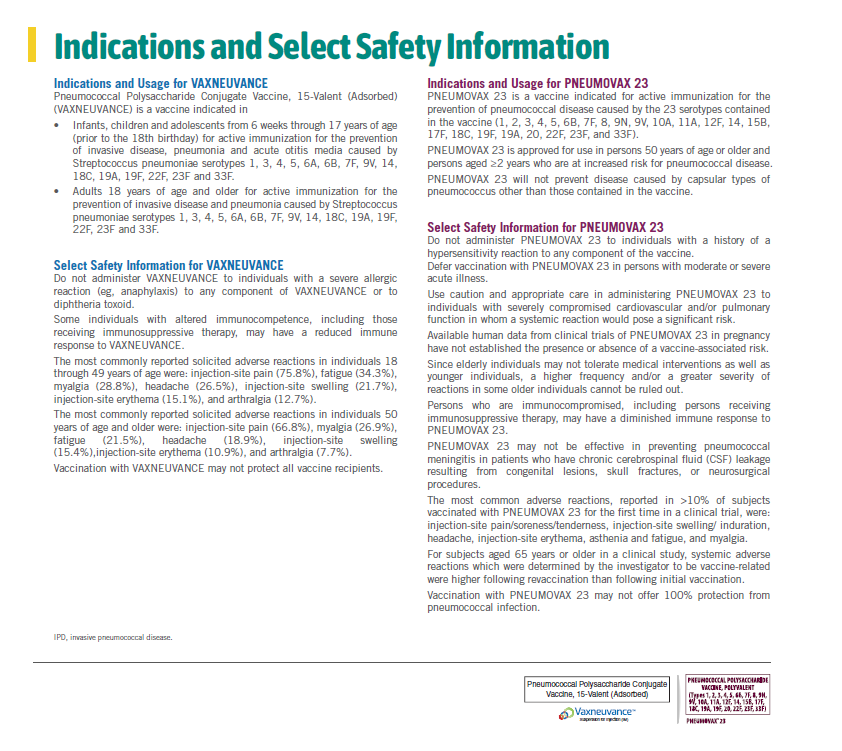 Indications and Select Safety Information
Indications and Usage for VAXNEUVANCE
Pneumococcal Polysaccharide Conjugate Vaccine, 15-Valent (Adsorbed)
(VAXNEUVANCE) is a vaccine indicated in
• Infants, children and adolescents from 6 weeks through 17 years of age
(prior to the 18th birthday) for active immunization for the prevention
of invasive disease, pneumonia and acute otitis media caused by
Streptococcus pneumoniae serotypes 1, 3, 4, 5, 6A, 6B, 7F, 9V, 14,
18C, 19A, 19F, 22F, 23F and 33F.
• Adults 18 years of age and older for active immunization for the
prevention of invasive disease and pneumonia caused by Streptococcus
pneumoniae serotypes 1, 3, 4, 5, 6A, 6B, 7F, 9V, 14, 18C, 19A, 19F,
22F, 23F and 33F.
Select Safety Information for VAXNEUVANCE
Do not administer VAXNEUVANCE to individuals with a severe allergic
reaction (eg, anaphylaxis) to any component of VAXNEUVANCE or to
diphtheria toxoid.
Some individuals with altered immunocompetence, including those
receiving immunosuppressive therapy, may have a reduced immune
response to VAXNEUVANCE.
The most commonly reported solicited adverse reactions in individuals 18
through 49 years of age were: injection-site pain (75.8%), fatigue (34.3%),
myalgia (28.8%), headache (26.5%), injection-site swelling (21.7%),
injection-site erythema (15.1%), and arthralgia (12.7%).
The most commonly reported solicited adverse reactions in individuals 50
years of age and older were: injection-site pain (66.8%), myalgia (26.9%),
fatigue (21.5%), headache (18.9%), injection-site swelling
(15.4%),injection-site erythema (10.9%), and arthralgia (7.7%).
Vaccination with VAXNEUVANCE may not protect all vaccine recipients.
Indications and Usage for PNEUMOVAX 23
PNEUMOVAX 23 is a vaccine indicated for active immunization for the
prevention of pneumococcal disease caused by the 23 serotypes contained
in the vaccine (1, 2, 3, 4, 5, 6B, 7F, 8, 9N, 9V, 10A, 11A, 12F, 14, 15B,
17F, 18C, 19F, 19A, 20, 22F, 23F, and 33F).
PNEUMOVAX 23 is approved for use in persons 50 years of age or older and
persons aged ≥2 years who are at increased risk for pneumococcal disease.
PNEUMOVAX 23 will not prevent disease caused by capsular types of
pneumococcus other than those contained in the vaccine.
Select Safety Information for PNEUMOVAX 23
Do not administer PNEUMOVAX 23 to individuals with a history of a
hypersensitivity reaction to any component of the vaccine.
Defer vaccination with PNEUMOVAX 23 in persons with moderate or severe
acute illness.
Use caution and appropriate care in administering PNEUMOVAX 23 to
individuals with severely compromised cardiovascular and/or pulmonary
function in whom a systemic reaction would pose a significant risk.
Available human data from clinical trials of PNEUMOVAX 23 in pregnancy
have not established the presence or absence of a vaccine-associated risk.
Since elderly individuals may not tolerate medical interventions as well as
younger individuals, a higher frequency and/or a greater severity of
reactions in some older individuals cannot be ruled out.
Persons who are immunocompromised, including persons receiving
immunosuppressive therapy, may have a diminished immune response to
PNEUMOVAX 23.
PNEUMOVAX 23 may not be effective in preventing pneumococcal
meningitis in patients who have chronic cerebrospinal fluid (CSF) leakage
resulting from congenital lesions, skull fractures, or neurosurgical
procedures.
The most common adverse reactions, reported in >10% of subjects
vaccinated with PNEUMOVAX 23 for the first time in a clinical trial, were:
injection-site pain/soreness/tenderness, injection-site swelling/ induration,
headache, injection-site erythema, asthenia and fatigue, and myalgia.
For subjects aged 65 years or older in a clinical study, systemic adverse
reactions which were determined by the investigator to be vaccine-related
were higher following revaccination than following initial vaccination.
Vaccination with PNEUMOVAX 23 may not offer 100% protection from
pneumococcal infection.
IPD, invasive pneumococcal disease.
Pneumococcal Polysaccharide Conjugate
Vaccine, 15-Valent (Adsorbed)
Vaxneuvance™
suspension for injection (IM)
PNEUMOCOCCAL POLYSACCHARIDE
VACCINE, POLYVALENT
(Types 1, 2, 3, 4, 5, 6B, 7F, 8, 9N,
9V, 10A, 11A, 12F, 14, 15B, 17F,
18C, 19A, 19F, 20, 22F, 23F, 33F)
PNEUMOVAX™ 23